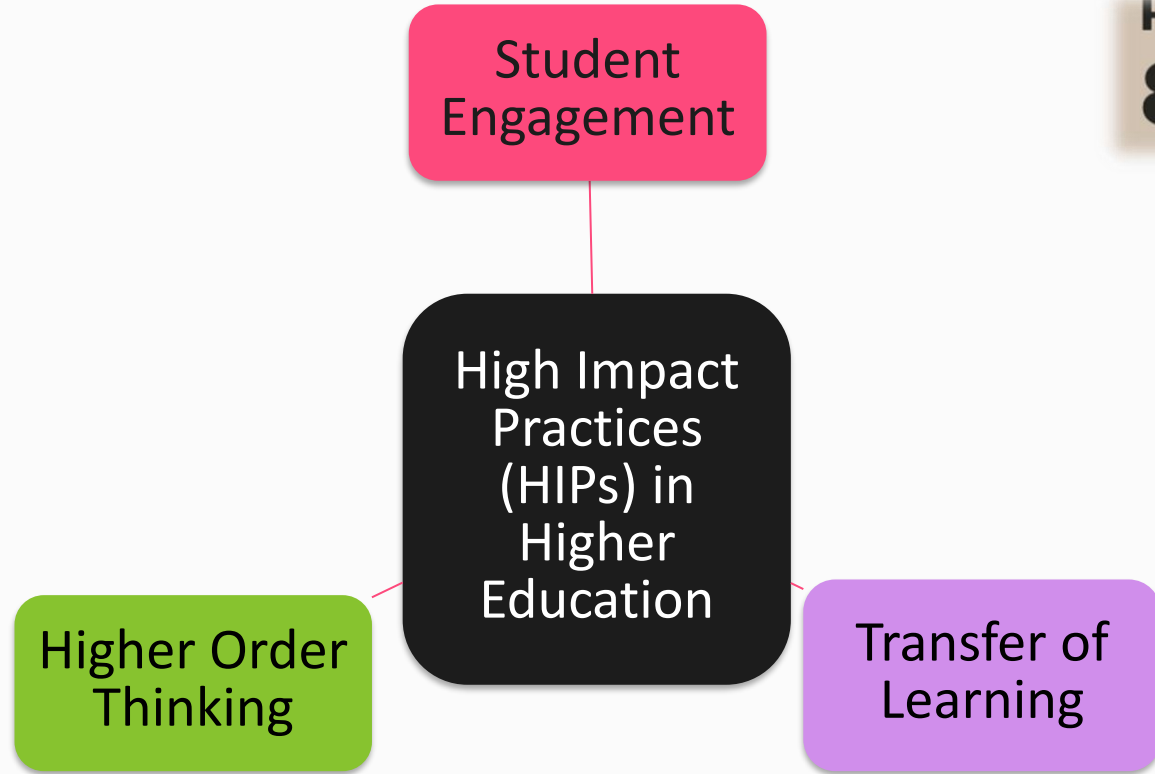 Student
Engagement
High Impact
Practices
(HIPs) in
Higher
Education
Higher Order
Thinking
Transfer of
Learning